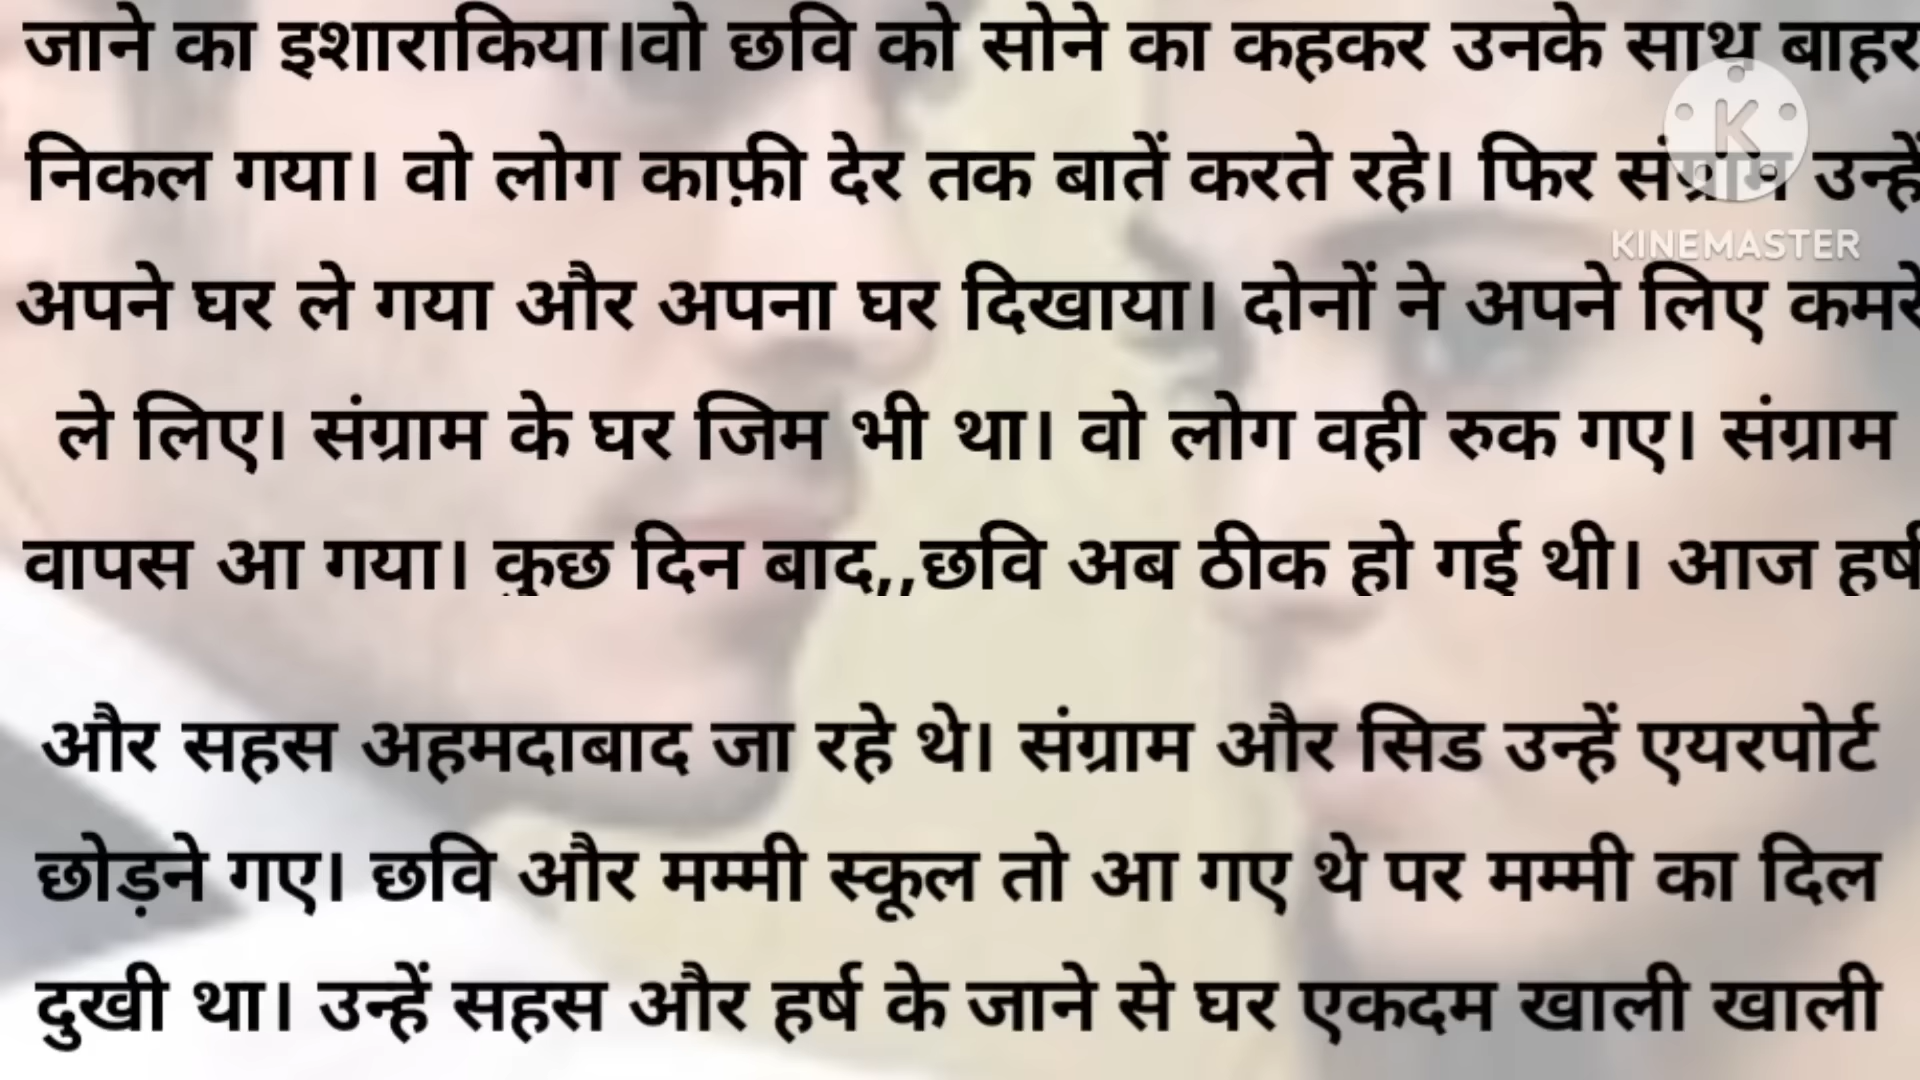 जाने का इशाराकिया।वो छवि को सोने का कहकर उनके साथ बाहर
निकल गया। वो लोग काफ़ी देर तक बातें करते रहे। फिर संग्राम उन्हें
अपने घर ले गया और अपना घर दिखाया। दोनों ने अपने लिए कमरे
ले लिए। संग्राम के घर जिम भी था। वो लोग वही रुक गए। संग्राम
वापस आ गया। कुछ दिन बाद,,छवि अब ठीक हो गई थी। आज हर्ष
और सहस अहमदाबाद जा रहे थे। संग्राम और सिड उन्हें एयरपोर्ट
छोड़ने गए। छवि और मम्मी स्कूल तो आ गए थे पर मम्मी का दिल
दुखी था। उन्हें सहस और हर्ष के जाने से घर एकदम खाली खाली
K
KINEMASTER